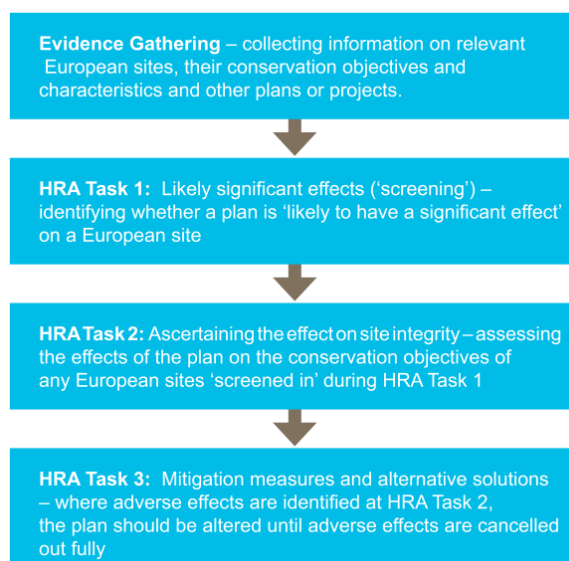 Evidence Gathering – collecting information on relevant
European sites, their conservation objectives and
characteristics and other plans or projects.
HRA Task 1: Likely significant effects (‘screening’) –
identifying whether a plan is ‘likely to have a significant effect’
on a European site
HRA Task 2: Ascertaining the effect on site integrity – assessing
the effects of the plan on the conservation objectives of
any European sites ‘screened in’ during HRA Task 1
HRA Task 3: Mitigation measures and alternative solutions
– where adverse effects are identified at HRA Task 2,
the plan should be altered until adverse effects are cancelled
out fully